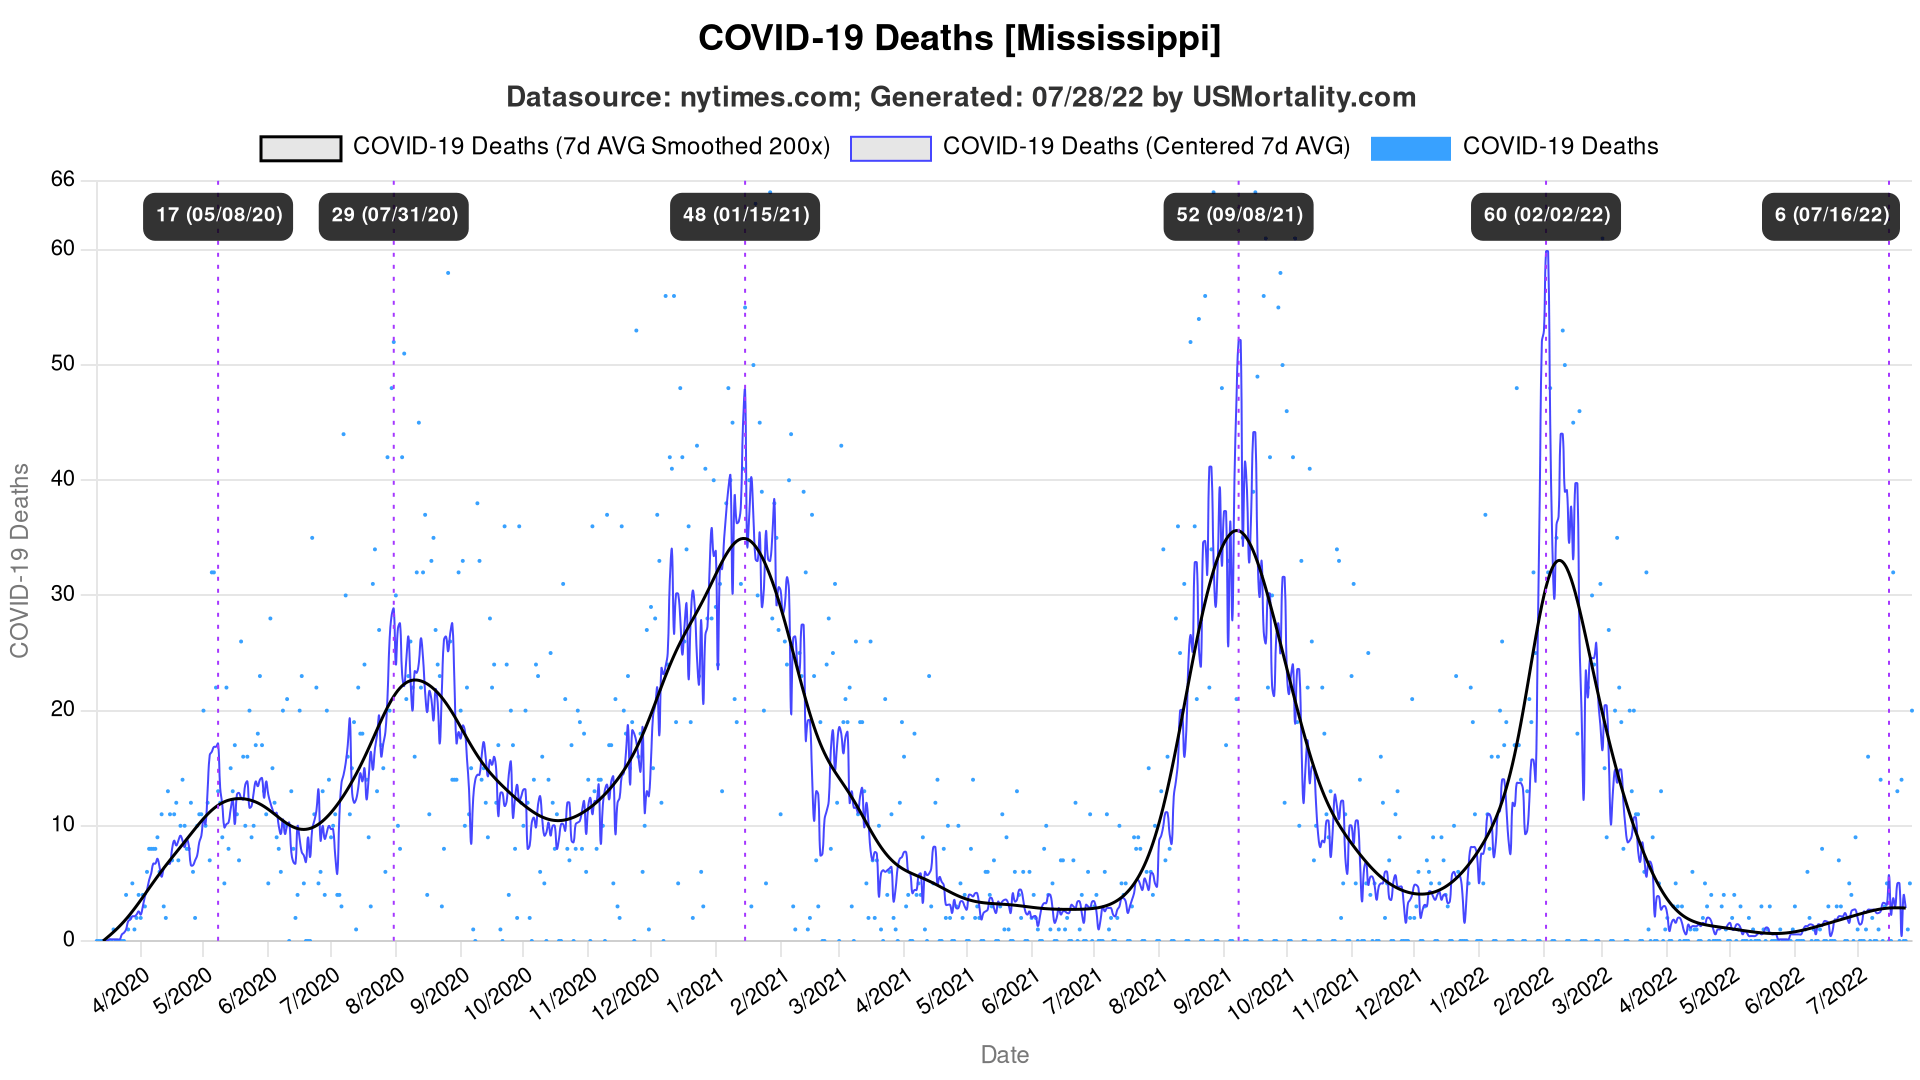 COVID-19 Deaths [Mississippi]
Datasource: nytimes.com; Generated: 07/28/22 by USMortality.com
COVID-19 Deaths (7d AVG Smoothed 200x) COVID-19 Deaths (Centered 7d AVG) COVID-19 Deaths
17 (05/08/20) 29 (07/31/20) 48 (01/15/21) 52 (09/08/21) 60 (02/02/22) 6 (07/16/22)
COVID-19 Deaths
66
60
50
40
30
20
10
0
4/2020 5/2020 6/2020 7/2020 8/2020 9/2020 10/2020 11/2020 12/2020 1/2021 2/2021 3/2021 4/2021 5/2021 6/2021 7/2021 8/2021 9/2021 10/2021 11/2021 12/2021 1/2022 2/2022 3/2022 4/2022 5/2022 6/2022 7/2022
Date